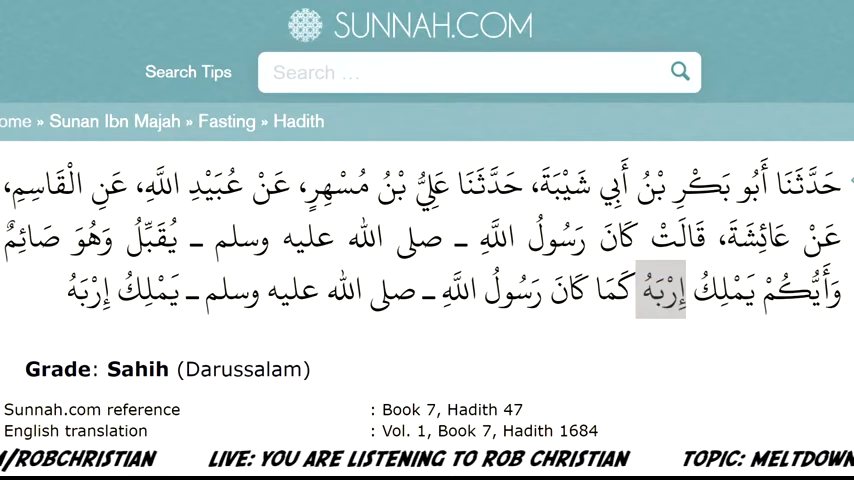 SUNNAH.COM
Search Tips
Search ...
ome » Sunan Ibn Majah » Fasting » Hadith
حَدَّثَنَا أَبُو بَكْرِ بْنُ أَبِي شَيْبَةَ، حَدَّثَنَا عَلِيُّ بْنُ مُسْهِرٍ، عَنْ عُبَيْدِ اللَّهِ، عَنِ الْقَاسِمِ،
عَنْ عَائِشَةَ، قَالَتْ كَانَ رَسُولُ اللَّهِ ـ صلى الله عليه وسلم ـ يُقَبِّلُ وَهُوَ صَائِمٌ
وَأَيُّكُمْ يَمْلِكُ إِرْبَهُ كَمَا كَانَ رَسُولُ اللَّهِ ـ صلى الله عليه وسلم ـ يَمْلِكُ إِرْبَهُ
Grade: Sahih (Darussalam)
Sunnah.com reference : Book 7, Hadith 47
English translation : Vol. 1, Book 7, Hadith 1684
M/ROBCHRISTIAN LIVE: YOU ARE LISTENING TO ROB CHRISTIAN TOPIC: MELTDOWN